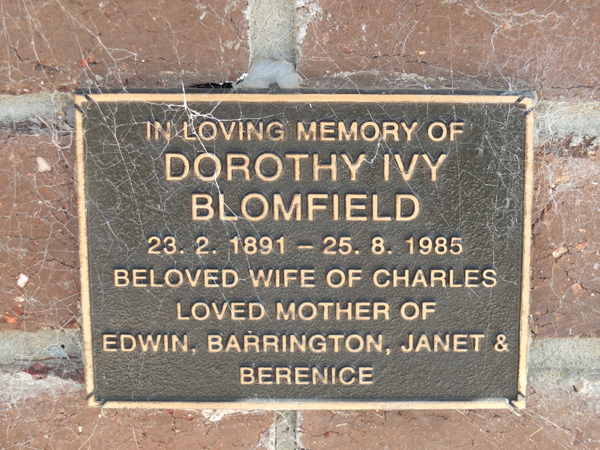 IN LOVING MEMORY OF
DOROTHY IVY
BLOMFIELD
23. 2. 1891 – 25. 8. 1985
BELOVED WIFE OF CHARLES
LOVED MOTHER OF
EDWIN, BARRINGTON, JANET &
BERENICE